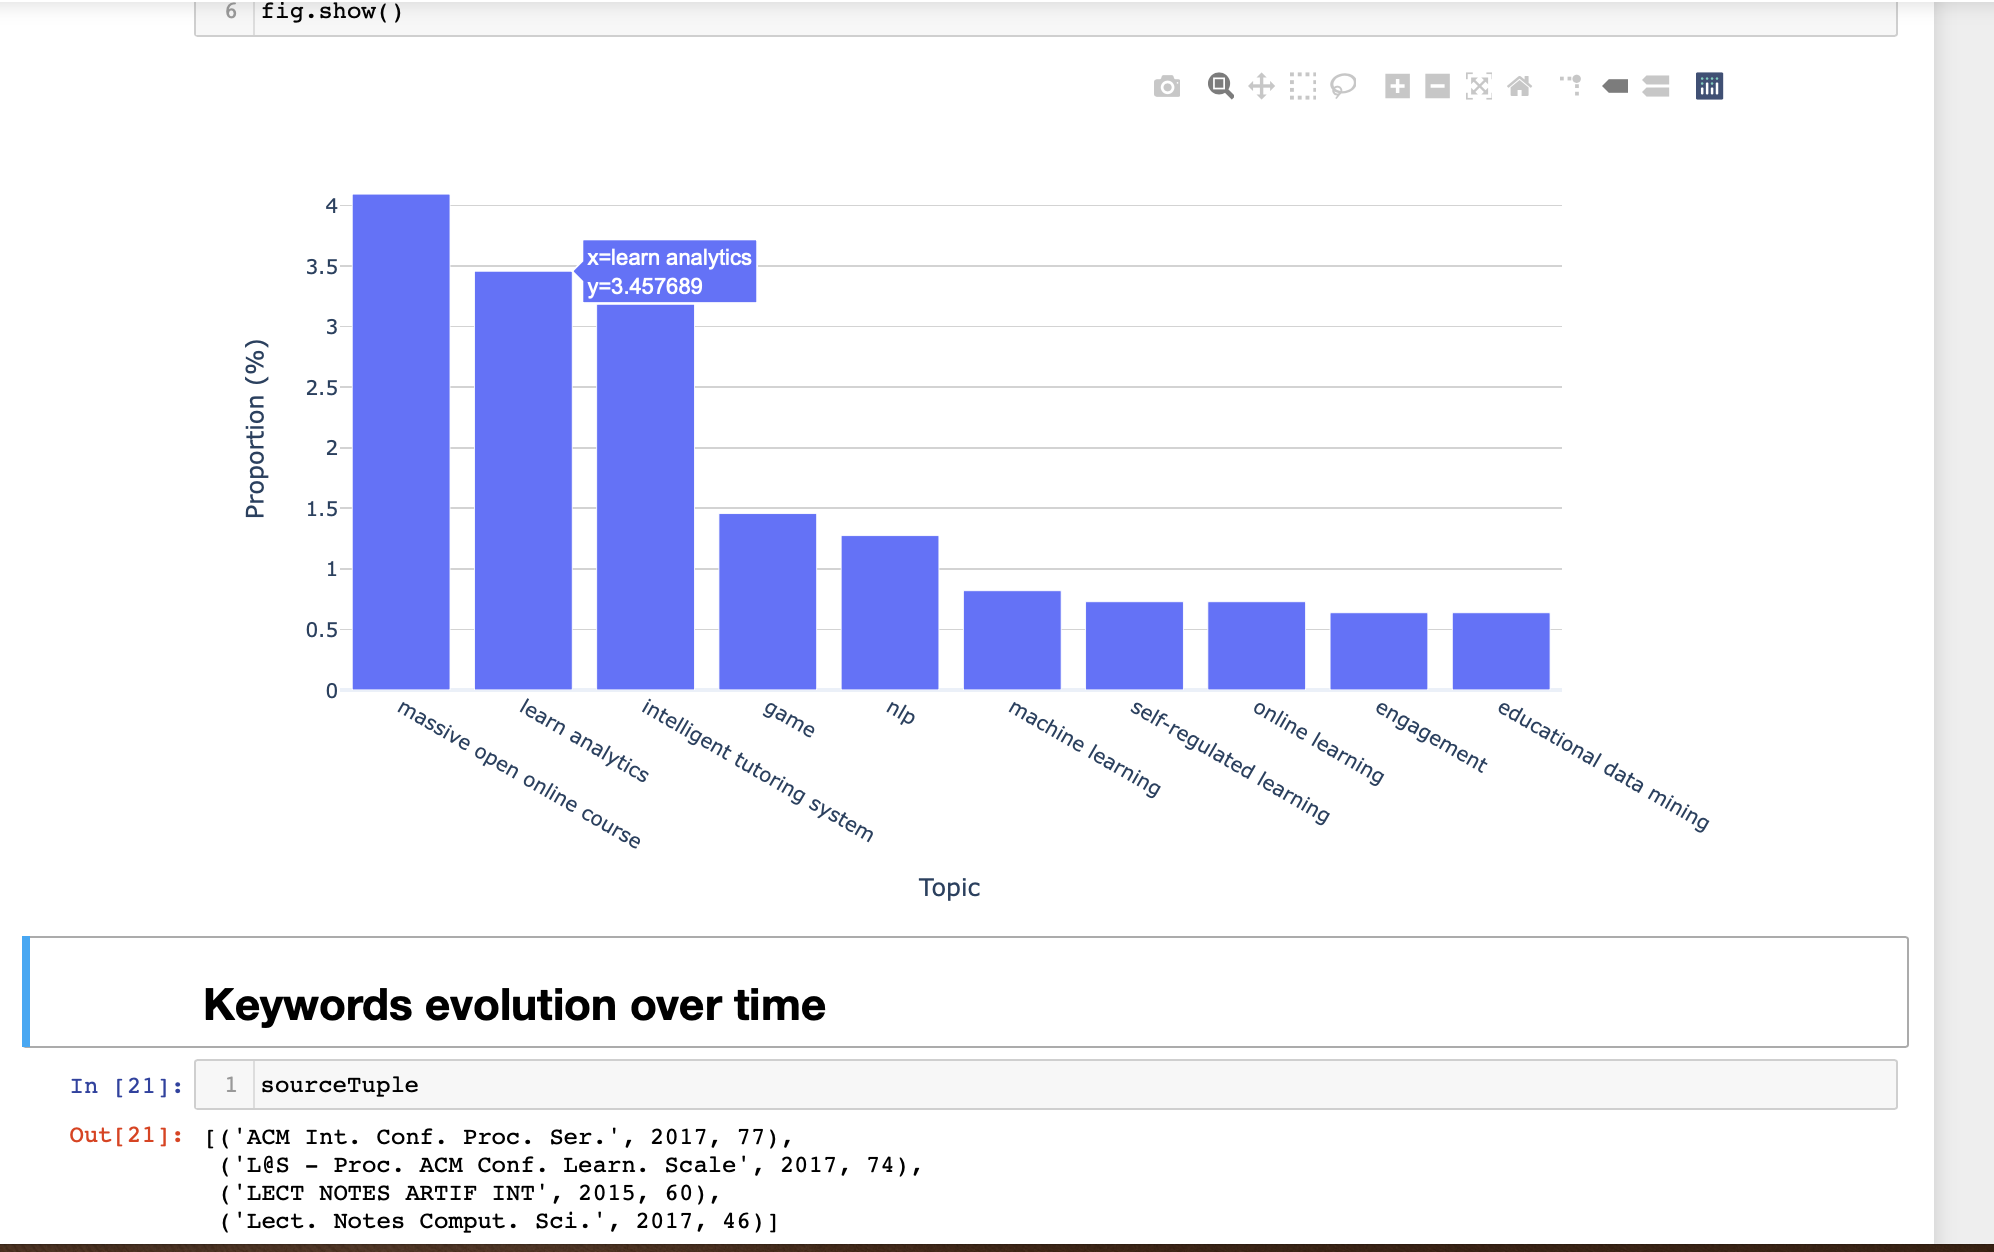 6 fig.show()
4
3.5
3
2.5
2
1.5
1
0.5
0
Proportion (%)
x=learn analytics
y=3.457689
massive open online course
learn analytics
intelligent tutoring system
game
nlp
machine learning
self-regulated learning
online learning
engagement
educational data mining
Topic
Keywords evolution over time
In [21]: 1 sourceTuple
Out[21]: [('ACM Int. Conf. Proc. Ser.', 2017, 77),
('L@S - Proc. ACM Conf. Learn. Scale', 2017, 74),
('LECT NOTES ARTIF INT', 2015, 60),
('Lect. Notes Comput. Sci.', 2017, 46)]